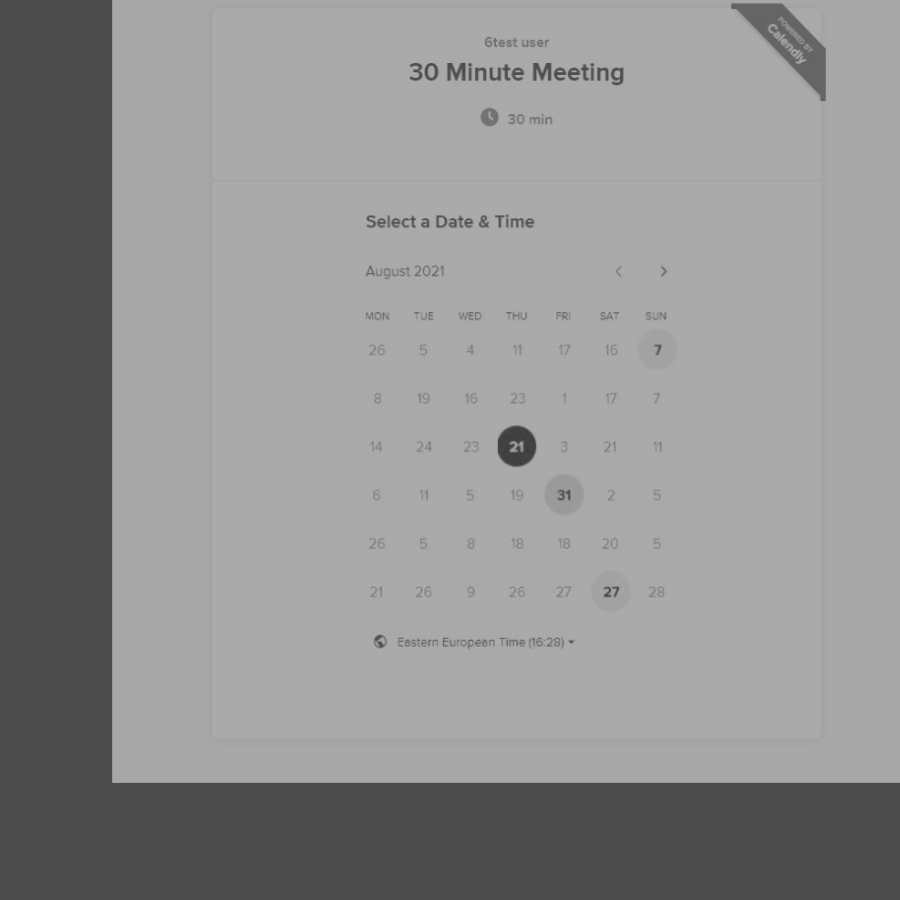 POWERED BY
Calendly
6test user
30 Minute Meeting
30 min
Select a Date & Time
August 2021
MON TUE WED THU FRI SAT SUN
26 5 4 11 17 16 7
8 19 16 23 1 17 7
14 24 23 21 3 21 11
6 11 5 19 31 2 5
26 5 8 18 18 20 5
21 26 9 26 27 27 28
Eastern European Time (16:28)